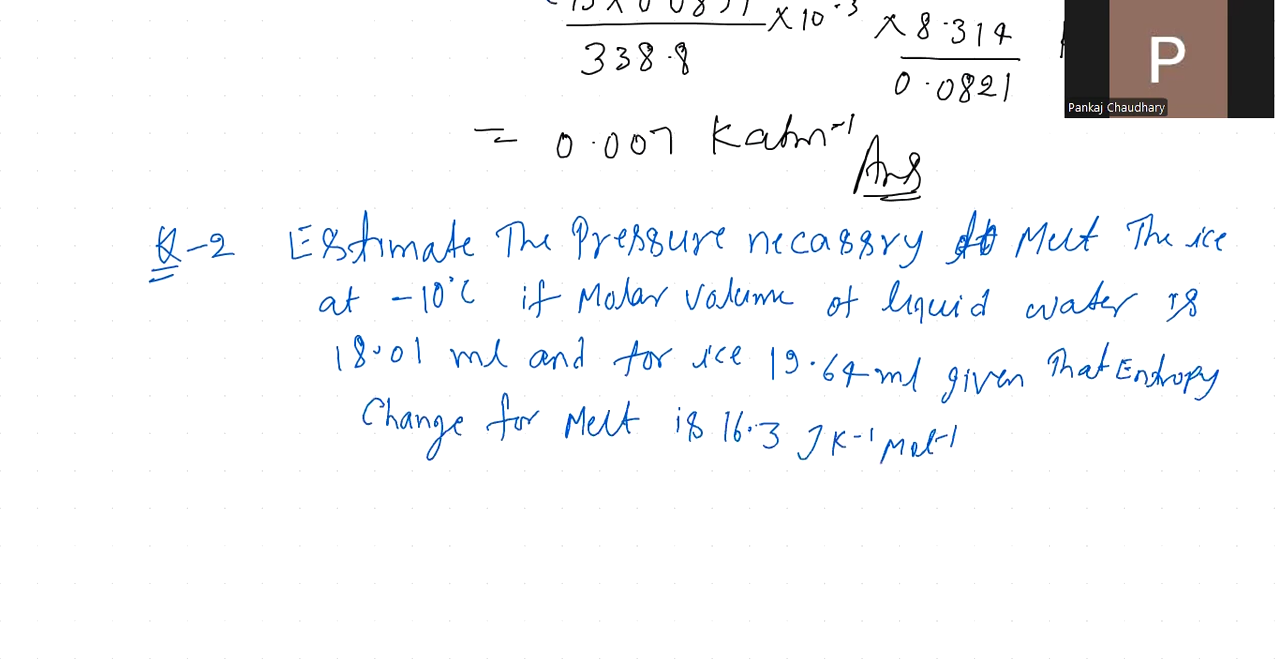 338.8
× 10⁻³ × 8.314
0.0821
P
Pankaj Chaudhary
= 0.007 K atm⁻¹
Ans
Q-2 Estimate The Pressure necassry to Melt The ice
at -10°C if Molar Volume of liquid water is
18.01 ml and for ice 19.64 ml given That Entropy
Change for Melt is 16.3 J K⁻¹ Mol⁻¹